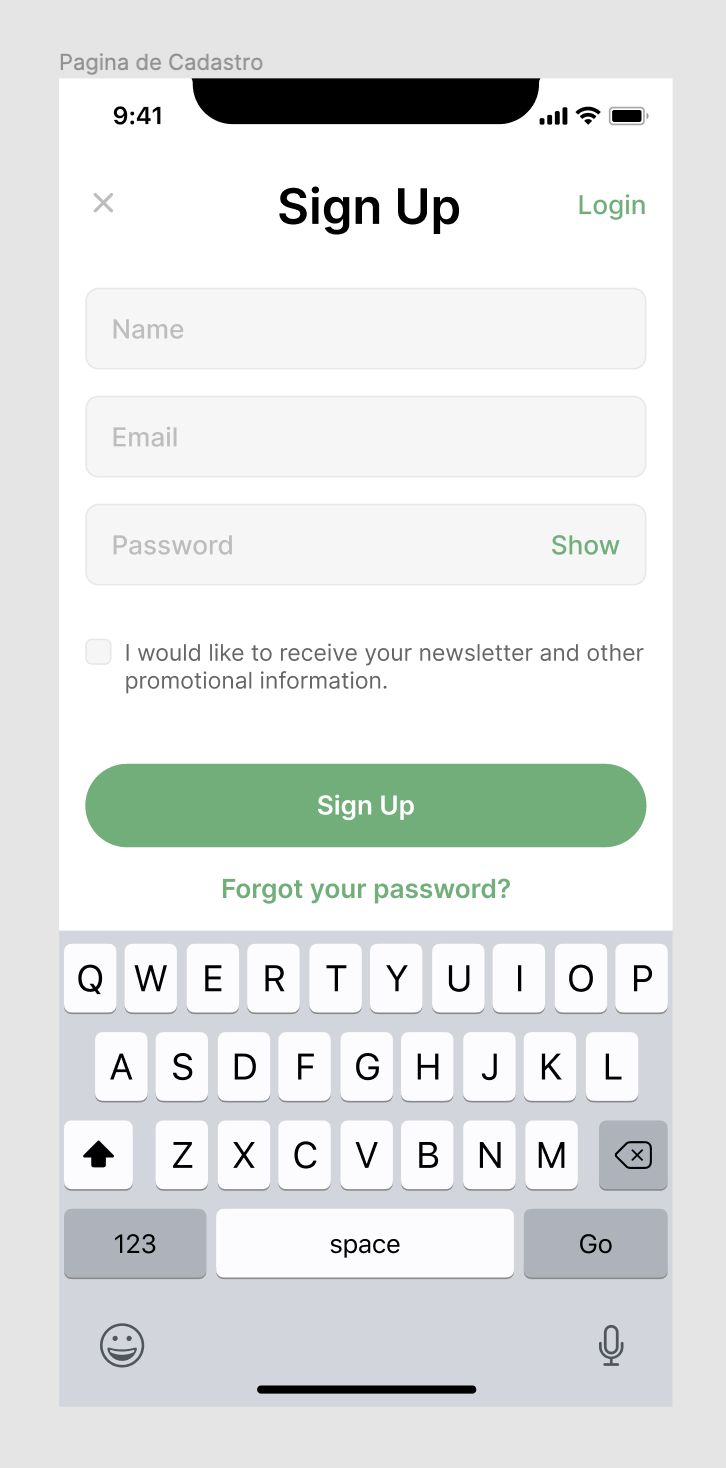 Pagina de Cadastro
9:41
Sign Up
Login
Name
Email
Password
Show
I would like to receive your newsletter and other
promotional information.
Sign Up
Forgot your password?
Q W E R T Y U I O P
A S D F G H J K L
Z X C V B N M
123 space Go